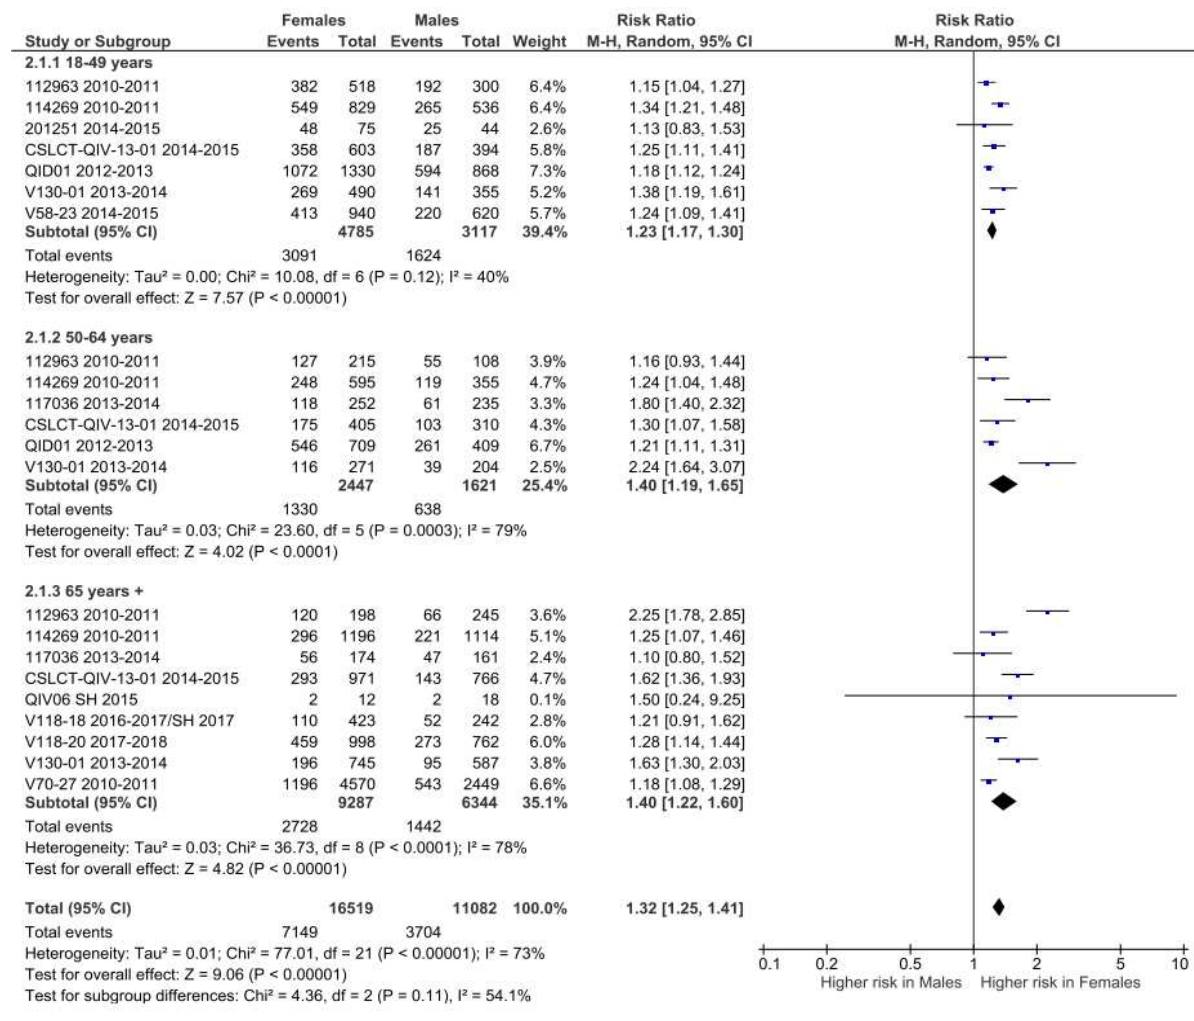 Females Males Risk Ratio Risk Ratio
Study or Subgroup Events Total Events Total Weight M-H, Random, 95% CI M-H, Random, 95% CI
2.1.1 18-49 years
112963 2010-2011 382 518 192 300 6.4% 1.15 [1.04, 1.27]
114269 2010-2011 549 829 265 536 6.4% 1.34 [1.21, 1.48]
201251 2014-2015 48 75 25 44 2.6% 1.13 [0.83, 1.53]
CSLCT-QIV-13-01 2014-2015 358 603 187 394 5.8% 1.25 [1.11, 1.41]
QID01 2012-2013 1072 1330 594 868 7.3% 1.18 [1.12, 1.24]
V130-01 2013-2014 269 490 141 355 5.2% 1.38 [1.19, 1.61]
V58-23 2014-2015 413 940 220 620 5.7% 1.24 [1.09, 1.41]
Subtotal (95% CI) 4785 3117 39.4% 1.23 [1.17, 1.30]
Total events 3091 1624
Heterogeneity: Tau² = 0.00; Chi² = 10.08, df = 6 (P = 0.12); I² = 40%
Test for overall effect: Z = 7.57 (P < 0.00001)
2.1.2 50-64 years
112963 2010-2011 127 215 55 108 3.9% 1.16 [0.93, 1.44]
114269 2010-2011 248 595 119 355 4.7% 1.24 [1.04, 1.48]
117036 2013-2014 118 252 61 235 3.3% 1.80 [1.40, 2.32]
CSLCT-QIV-13-01 2014-2015 175 405 103 310 4.3% 1.30 [1.07, 1.58]
QID01 2012-2013 546 709 261 409 6.7% 1.21 [1.11, 1.31]
V130-01 2013-2014 116 271 39 204 2.5% 2.24 [1.64, 3.07]
Subtotal (95% CI) 2447 1621 25.4% 1.40 [1.19, 1.65]
Total events 1330 638
Heterogeneity: Tau² = 0.03; Chi² = 23.60, df = 5 (P = 0.0003); I² = 79%
Test for overall effect: Z = 4.02 (P < 0.0001)
2.1.3 65 years +
112963 2010-2011 120 198 66 245 3.6% 2.25 [1.78, 2.85]
114269 2010-2011 296 1196 221 1114 5.1% 1.25 [1.07, 1.46]
117036 2013-2014 56 174 47 161 2.4% 1.10 [0.80, 1.52]
CSLCT-QIV-13-01 2014-2015 293 971 143 766 4.7% 1.62 [1.36, 1.93]
QIV06 SH 2015 2 12 2 18 0.1% 1.50 [0.24, 9.25]
V118-18 2016-2017/SH 2017 110 423 52 242 2.8% 1.21 [0.91, 1.62]
V118-20 2017-2018 459 998 273 762 6.0% 1.28 [1.14, 1.44]
V130-01 2013-2014 196 745 95 587 3.8% 1.63 [1.30, 2.03]
V70-27 2010-2011 1196 4570 543 2449 6.6% 1.18 [1.08, 1.29]
Subtotal (95% CI) 9287 6344 35.1% 1.40 [1.22, 1.60]
Total events 2728 1442
Heterogeneity: Tau² = 0.03; Chi² = 36.73, df = 8 (P < 0.0001); I² = 78%
Test for overall effect: Z = 4.82 (P < 0.00001)
Total (95% CI) 16519 11082 100.0% 1.32 [1.25, 1.41]
Total events 7149 3704
Heterogeneity: Tau² = 0.01; Chi² = 77.01, df = 21 (P < 0.00001); I² = 73%
Test for overall effect: Z = 9.06 (P < 0.00001)
Test for subgroup differences: Chi² = 4.36, df = 2 (P = 0.11), I² = 54.1%
0.1 0.2 0.5 1 2 5 10
Higher risk in Males Higher risk in Females